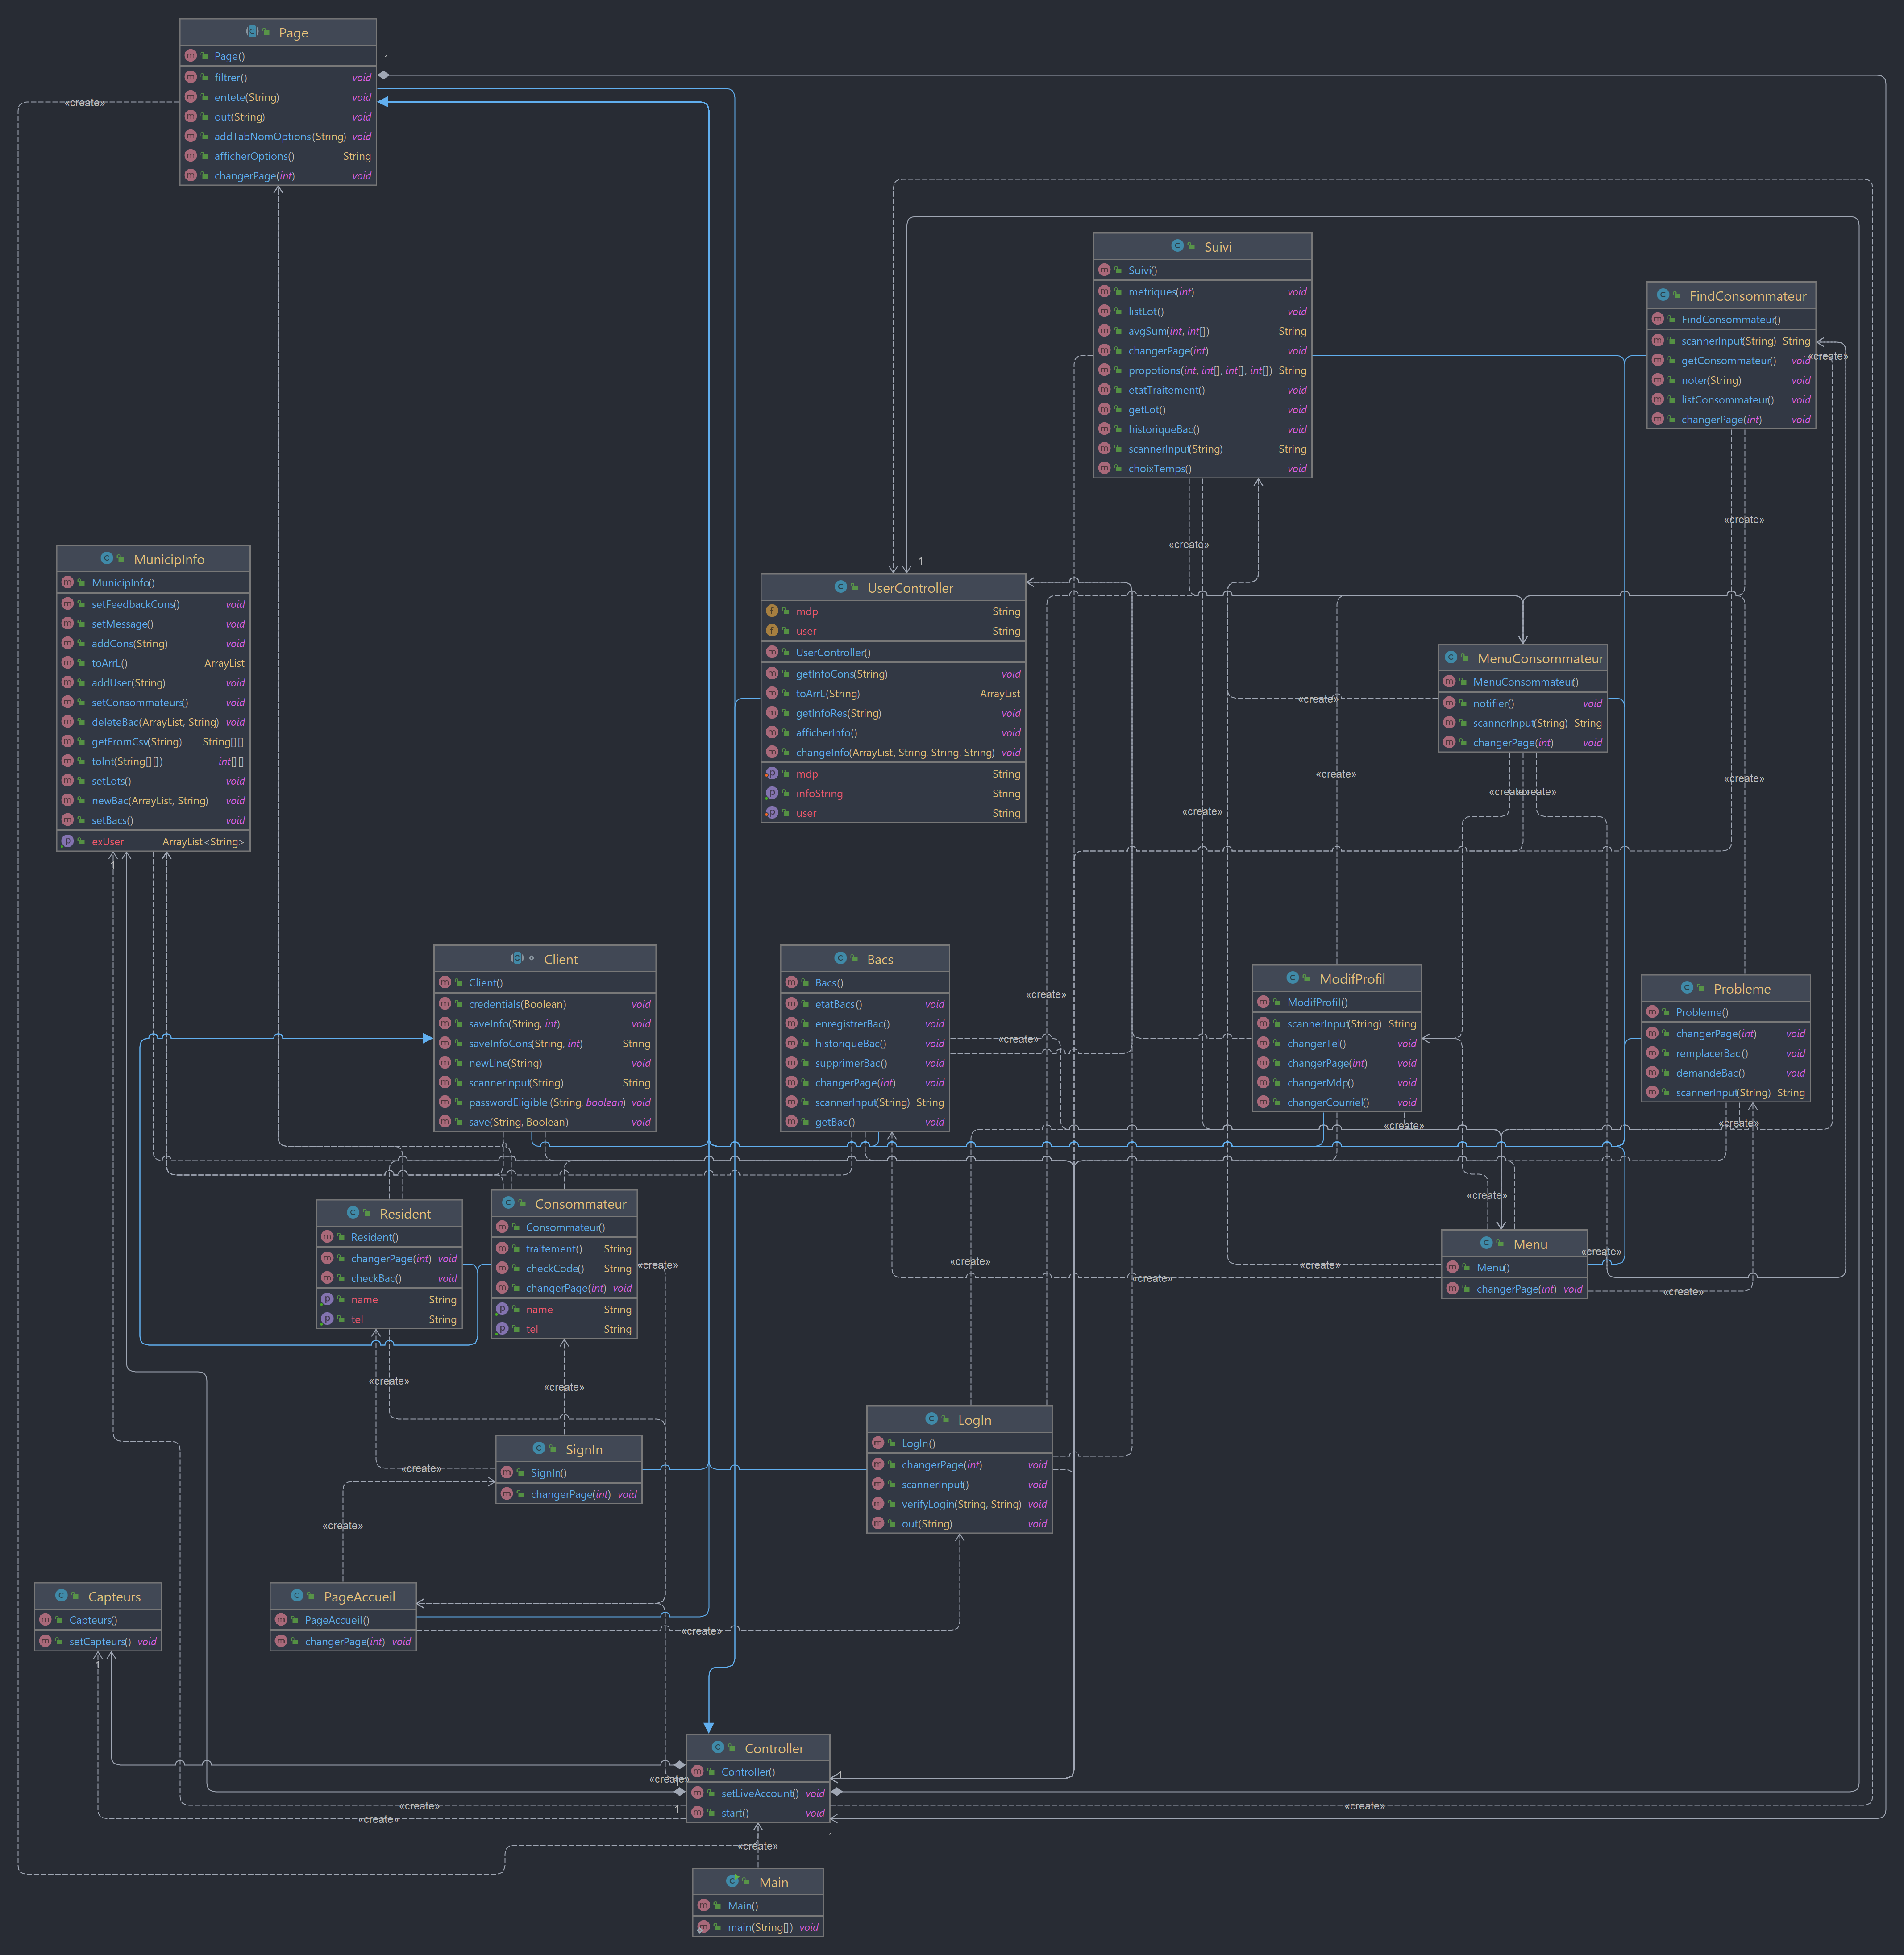 Page
Page()
filtrer() void
entete(String) void
out(String) void
addTabNomOptions(String) void
afficherOptions() String
changerPage(int) void
1
«create»
Suivi
Suivi()
metriques(int) void
listLot() void
avgSum(int, int[]) String
changerPage(int) void
propotions(int, int[], int[], int[]) String
etatTraitement() void
getLot() void
historiqueBac() void
scannerInput(String) String
choixTemps() void
FindConsommateur
FindConsommateur()
scannerInput(String) String
getConsommateur() void
noter(String) void
listConsommateur() void
changerPage(int) void
«create»
«create»
«create»
MunicipInfo
MunicipInfo()
setFeedbackCons() void
setMessage() void
addCons(String) void
toArrL() ArrayList
addUser(String) void
setConsommateurs() void
deleteBac(ArrayList, String) void
getFromCsv(String) String[][]
toInt(String[][]) int[][]
setLots() void
newBac(ArrayList, String) void
setBacs() void
exUser ArrayList<String>
1
UserController
mdp String
user String
UserController()
getInfoCons(String) void
toArrL(String) ArrayList
getInfoRes(String) void
afficherInfo() void
changeInfo(ArrayList, String, String, String) void
mdp String
infoString String
user String
MenuConsommateur
MenuConsommateur()
notifier() void
scannerInput(String) String
changerPage(int) void
«create»
«create»
«create»
«create»
«create»
«create»
Client
Client()
credentials(Boolean) void
saveInfo(String, int) void
saveInfoCons(String, int) String
newLine(String) void
scannerInput(String) String
passwordEligible (String, boolean) void
save(String, Boolean) void
Bacs
Bacs()
etatBacs() void
enregistrerBac() void
historiqueBac() void
supprimerBac() void
changerPage(int) void
scannerInput(String) String
getBac() void
«create»
«create»
ModifProfil
ModifProfil()
scannerInput(String) String
changerTel() void
changerPage(int) void
changerMdp() void
changerCourriel() void
«create»
Probleme
Probleme()
changerPage(int) void
remplacerBac() void
demandeBac() void
scannerInput(String) String
«create»
Resident
Resident()
changerPage(int) void
checkBac() void
name String
tel String
Consommateur
Consommateur()
traitement() String
checkCode() String
changerPage(int) void
name String
tel String
«create»
«create»
«create»
«create»
Menu
Menu()
changerPage(int) void
«create»
«create»
«create»
«create»
«create»
SignIn
SignIn()
changerPage(int) void
«create»
«create»
LogIn
LogIn()
changerPage(int) void
scannerInput() void
verifyLogin(String, String) void
out(String) void
Capteurs
Capteurs()
setCapteurs() void
1
PageAccueil
PageAccueil()
changerPage(int) void
«create»
Controller
Controller()
setLiveAccount() void
start() void
«create»
1
1
«create»
«create»
«create»
1
«create»
Main
Main()
main(String[]) void